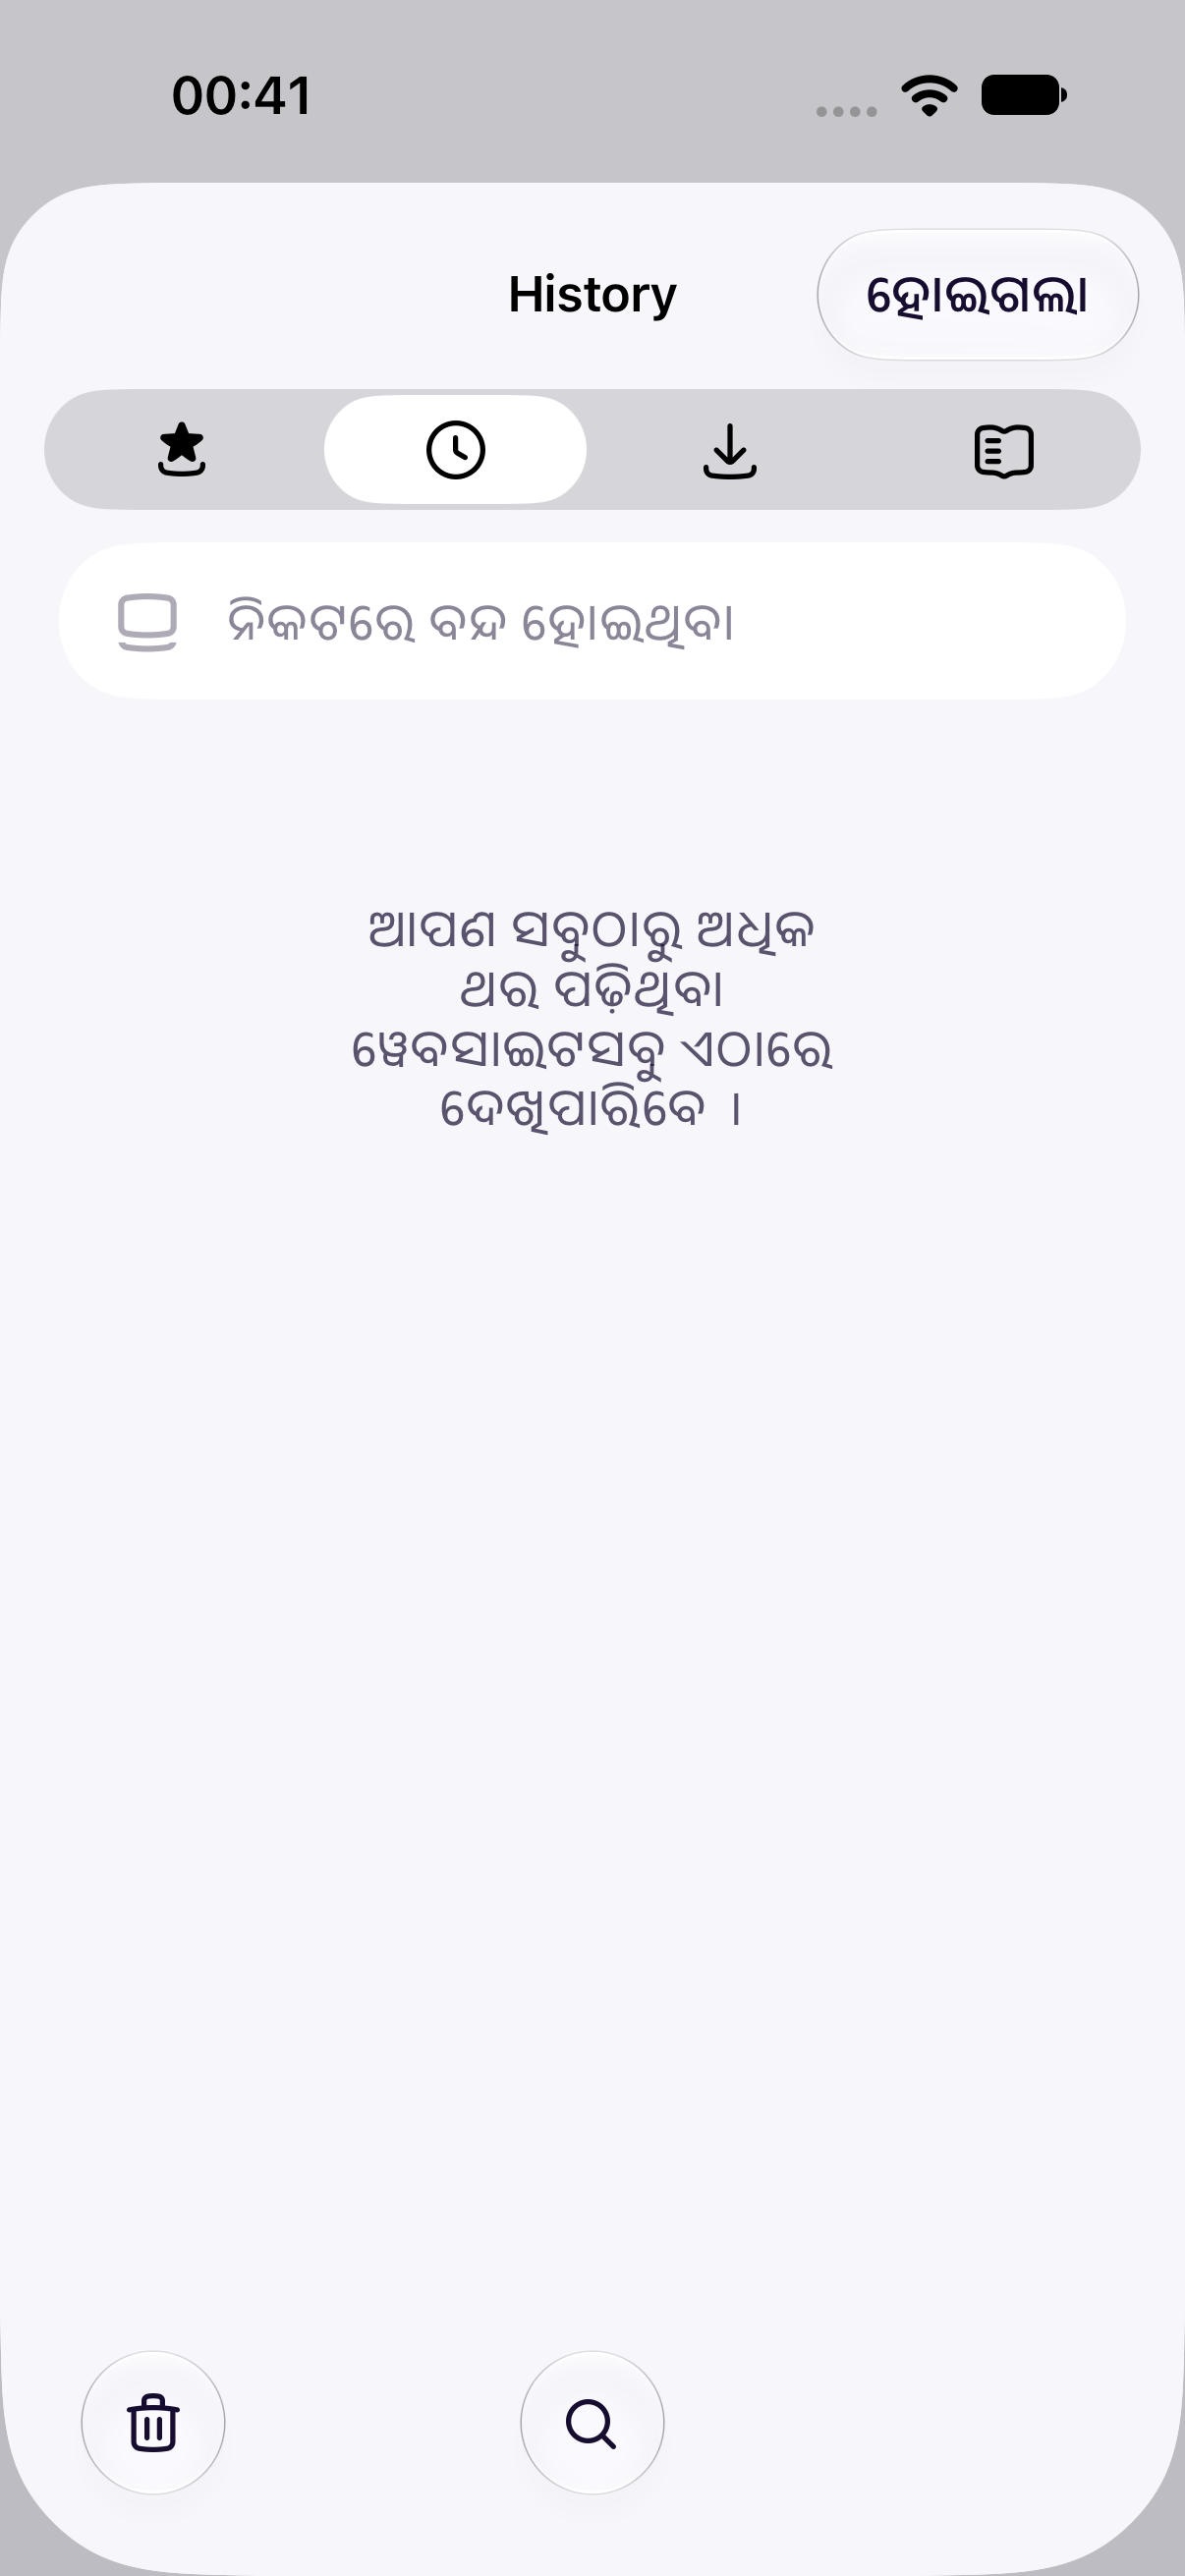 00:41
History
ହୋଇଗଲା
ନିକଟରେ ବନ୍ଦ ହୋଇଥିବା
ଆପଣ ସବୁଠାରୁ ଅଧିକ
ଥର ପଢ଼ିଥିବା
ୱେବସାଇଟସବୁ ଏଠାରେ
ଦେଖିପାରିବେ ।